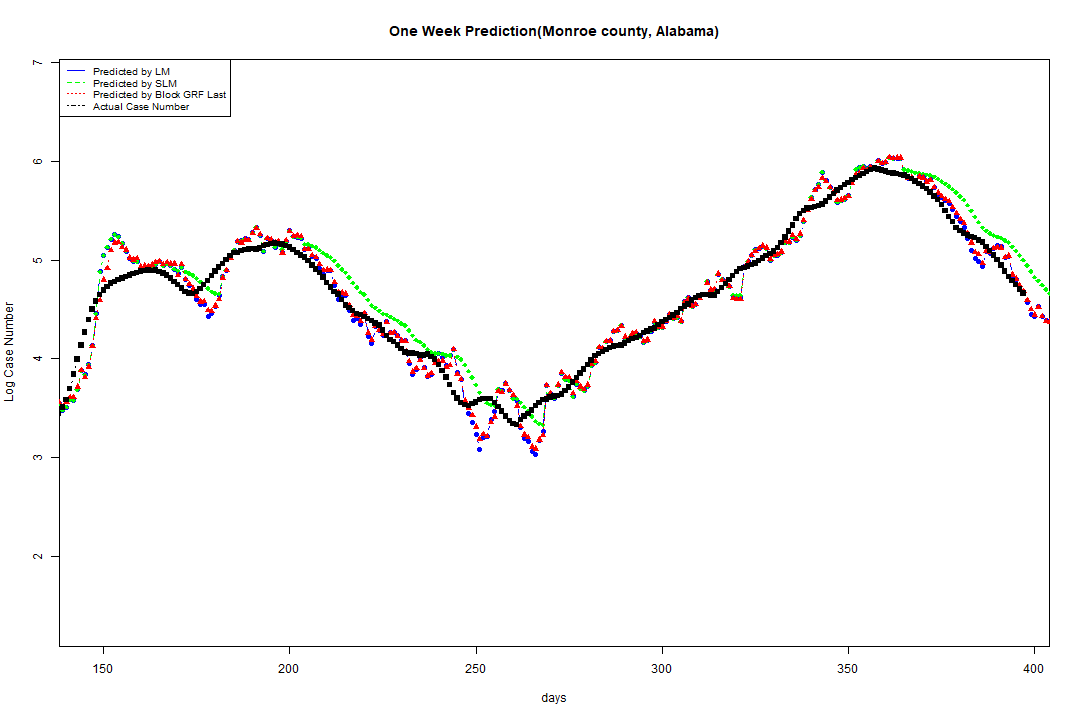 One Week Prediction(Monroe county, Alabama)
Predicted by LM
Predicted by SLM
Predicted by Block GRF Last
Actual Case Number
7
6
5
4
3
2
Log Case Number
150 200 250 300 350 400
days